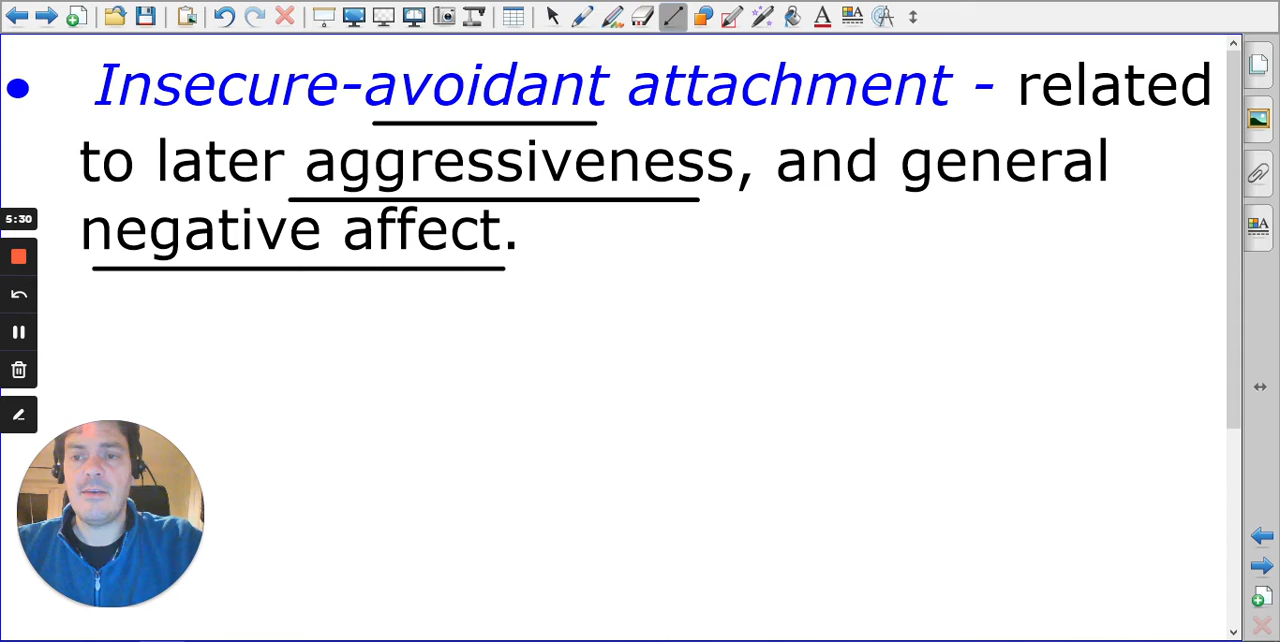 • Insecure-avoidant attachment - related
to later aggressiveness, and general
negative affect.
5:30